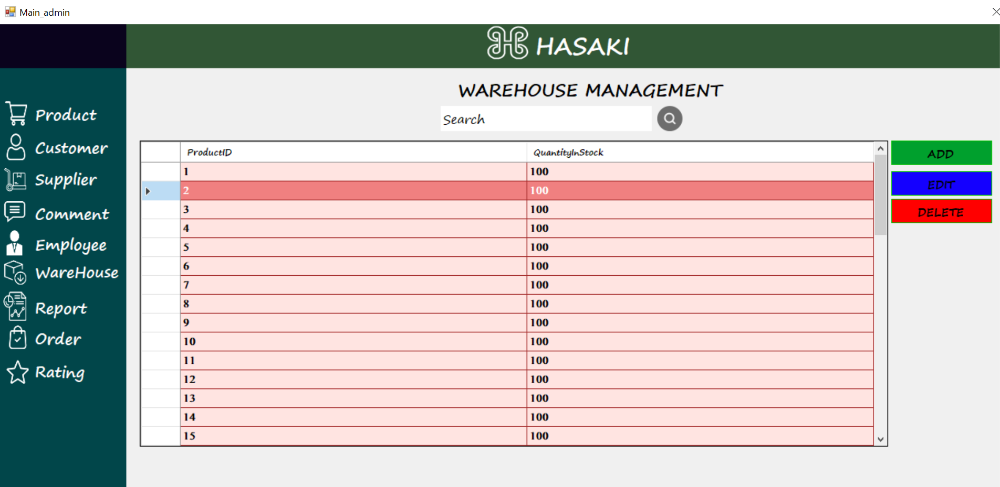 Main_admin
HASAKI
WAREHOUSE MANAGEMENT
Search
Product
Customer
Supplier
Comment
Employee
WareHouse
Report
Order
Rating
ProductID QuantityInStock
1 100
2 100
3 100
4 100
5 100
6 100
7 100
8 100
9 100
10 100
11 100
12 100
13 100
14 100
15 100
ADD
EDIT
DELETE